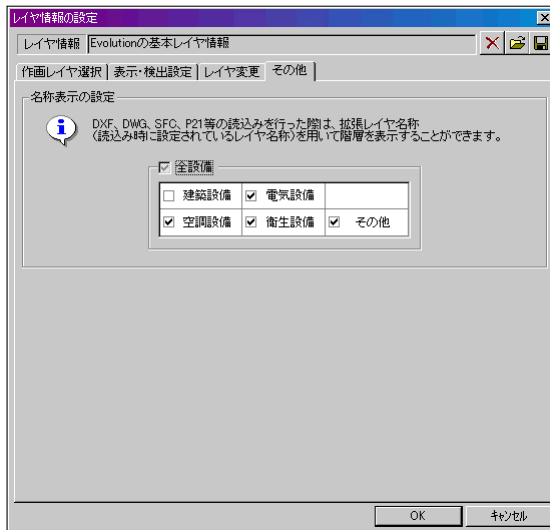 レイヤ情報の設定
レイヤ情報 Evolutionの基本レイヤ情報
作画レイヤ選択 表示・検出設定 レイヤ変更 その他
名称表示の設定
DXF、DWG、SFC、P21等の読込みを行った際は、拡張レイヤ名称
(読込み時に設定されているレイヤ名称)を用いて階層を表示することができます。
全設備
建築設備 電気設備
空調設備 衛生設備 その他
OK キャンセル